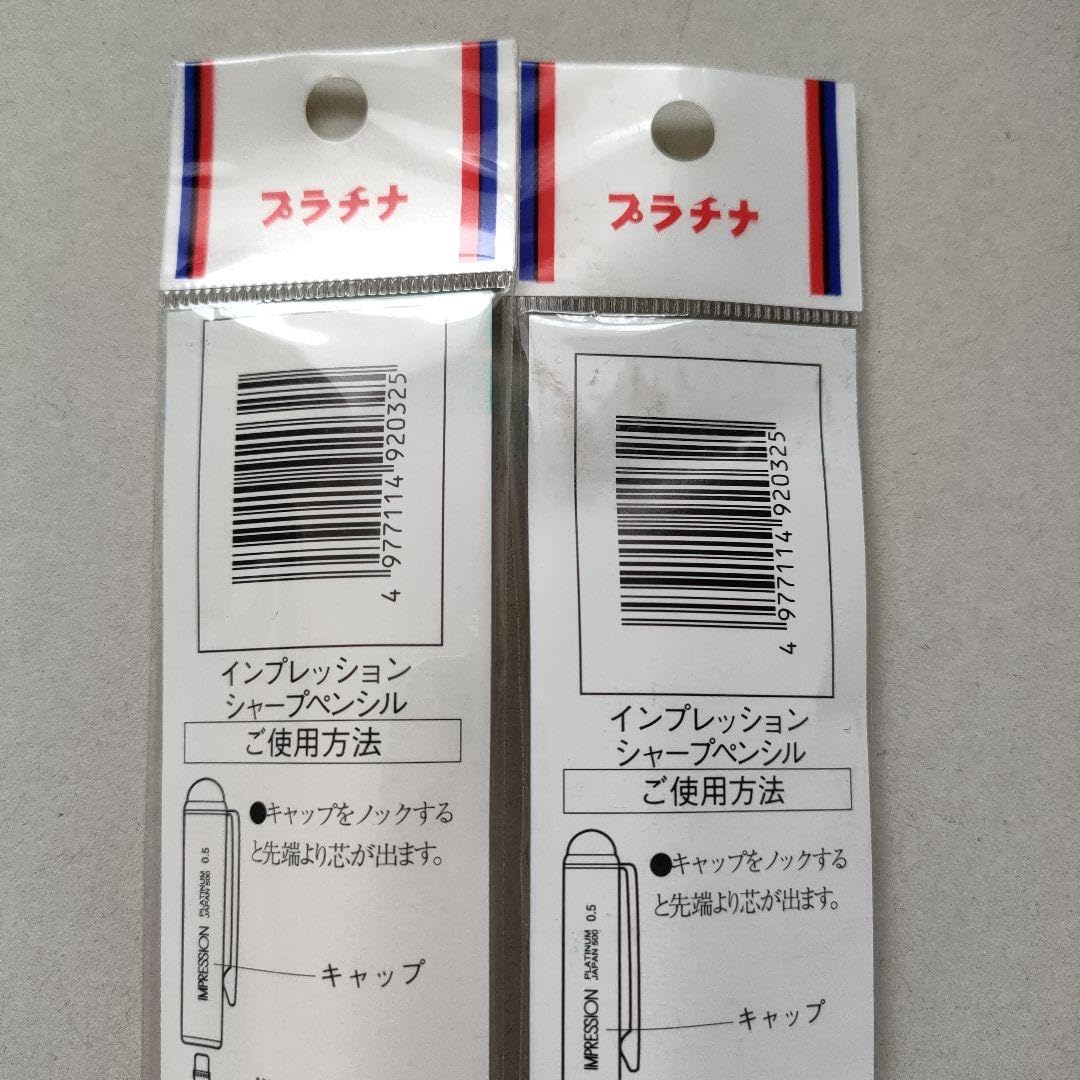 プラチナ
4 977114 920325
インプレッション
シャープペンシル
ご使用方法
●キャップをノックする
と先端より芯が出ます。
IMPRESSION PLATINUM JAPAN 500 0.5
キャップ
プラチナ
4 977114 920325
インプレッション
シャープペンシル
ご使用方法
●キャップをノックする
と先端より芯が出ます。
IMPRESSION PLATINUM JAPAN 500 0.5
キャップ